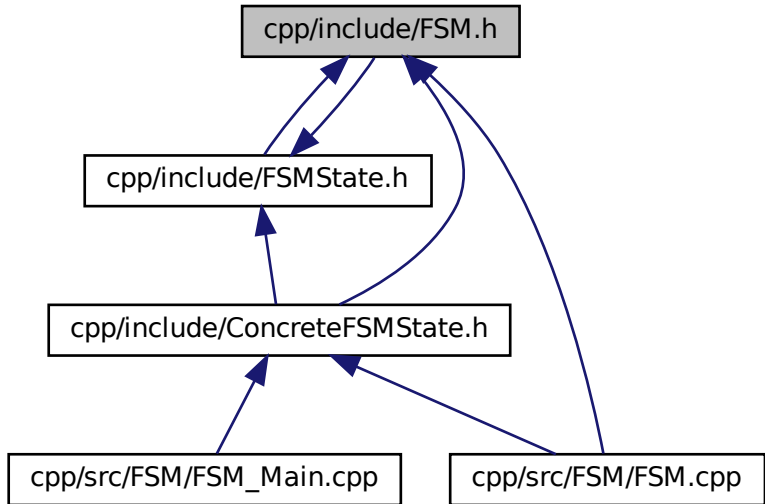 cpp/include/FSM.h
cpp/include/FSMState.h
cpp/include/ConcreteFSMState.h
cpp/src/FSM/FSM_Main.cpp
cpp/src/FSM/FSM.cpp